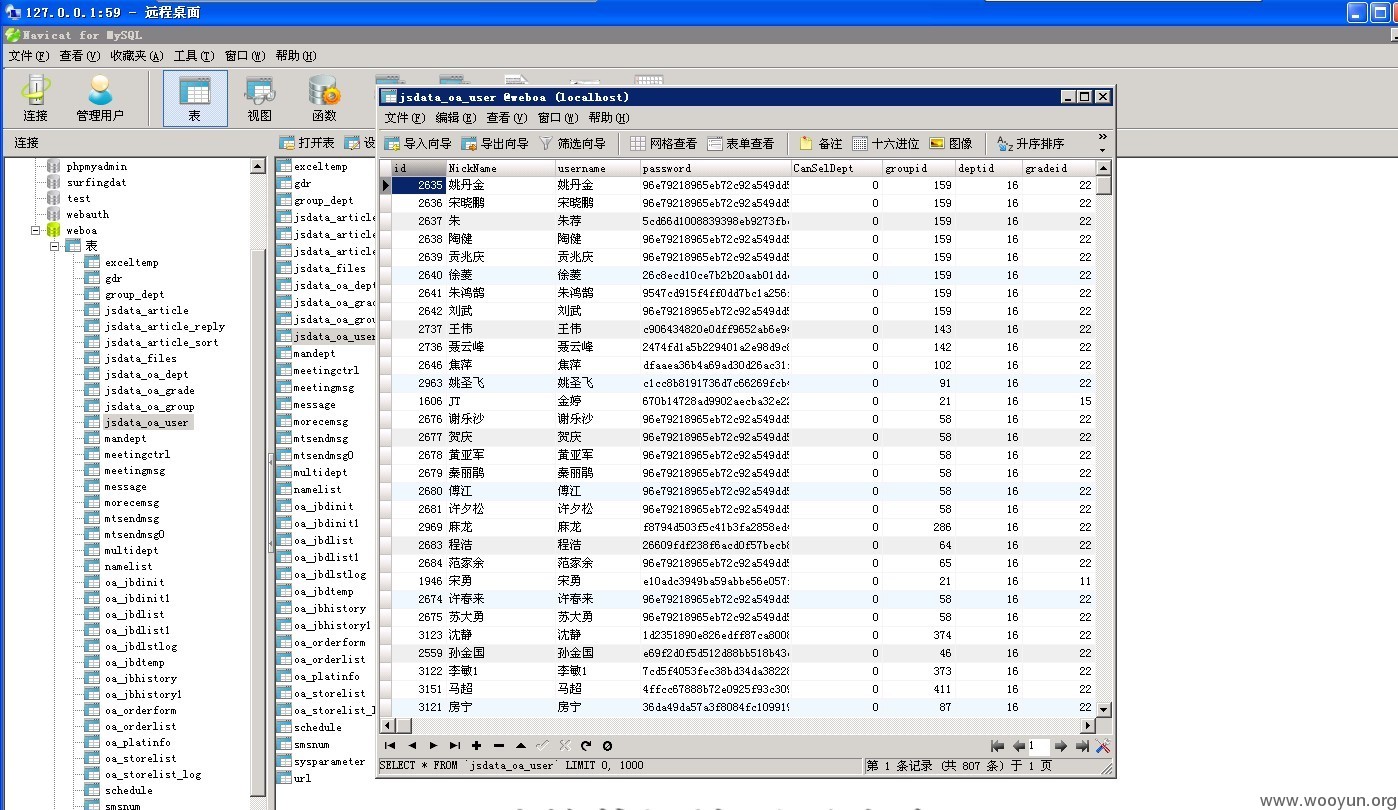 127.0.0.1:59 - 远程桌面
Navicat for MySQL
文件(F) 查看(V) 收藏夹(A) 工具(T) 窗口(W) 帮助(H)
连接 管理用户 表 视图 函数
连接
打开表
phpmyadmin
surfingdat
test
webauth
weboa
表
exceltemp
gdr
group_dept
jsdata_article
jsdata_article_reply
jsdata_article_sort
jsdata_files
jsdata_oa_dept
jsdata_oa_grade
jsdata_oa_group
jsdata_oa_user
mandept
meetingctrl
meetingmsg
message
morecemsg
mtsendmsg
mtsendmsg0
multidept
namelist
oa_jbdinit
oa_jbdinit1
oa_jbdlist
oa_jbdlist1
oa_jbdlstlog
oa_jbdtemp
oa_jbhistory
oa_jbhistory1
oa_orderform
oa_orderlist
oa_platinfo
oa_storelist
oa_storelist_log
schedule
smsnum
exceltemp
gdr
group_dept
jsdata_article
jsdata_article
jsdata_article
jsdata_files
jsdata_oa_dept
jsdata_oa_grad
jsdata_oa_grou
jsdata_oa_user
mandept
meetingctrl
meetingmsg
message
morecemsg
mtsendmsg
mtsendmsg0
multidept
namelist
oa_jbdinit
oa_jbdinit1
oa_jbdlist
oa_jbdlist1
oa_jbdlstlog
oa_jbdtemp
oa_jbhistory
oa_jbhistory1
oa_orderform
oa_orderlist
oa_platinfo
oa_storelist
oa_storelist_l
schedule
smsnum
sysparameter
url
jsdata_oa_user @weboa (localhost)
文件(F) 编辑(E) 查看(V) 窗口(W) 帮助(H)
导入向导 导出向导 筛选向导 网格查看 表单查看 备注 十六进位 图像 升序排序
id NickName username password CanSelDept groupid deptid gradeid
2635 姚丹金 姚丹金 96e79218965eb72c92a549dd5 0 159 16 22
2636 宋晓鹏 宋晓鹏 96e79218965eb72c92a549dd5 0 159 16 22
2637 朱 朱荐 5cd66d1008839398eb9273fb 0 159 16 22
2638 陶健 陶健 96e79218965eb72c92a549dd5 0 159 16 22
2639 贡兆庆 贡兆庆 96e79218965eb72c92a549dd5 0 159 16 22
2640 徐菱 徐菱 26c8ecd10ce7b2b20aab01dd 0 159 16 22
2641 朱鸿鹄 朱鸿鹄 9547cd915f4ff0dd7bc1a256 0 159 16 22
2642 刘武 刘武 96e79218965eb72c92a549dd5 0 159 16 22
2737 王伟 王伟 c906434820e0dff9652ab6e9 0 143 16 22
2736 聂云峰 聂云峰 2474fd1a5b229401a2e98d9c 0 142 16 22
2646 焦萍 焦萍 dfaaea36b4a69ad30d26ac31 0 102 16 22
2963 姚圣飞 姚圣飞 c1cc8b8191736d7c66269fcb 0 91 16 22
1606 JT 金婷 670b14728ad9902aecba32e22 0 21 16 15
2676 谢乐沙 谢乐沙 96e79218965eb72c92a549dd5 0 58 16 22
2677 贺庆 贺庆 96e79218965eb72c92a549dd5 0 58 16 22
2678 黄亚军 黄亚军 96e79218965eb72c92a549dd5 0 58 16 22
2679 秦丽鹃 秦丽鹃 96e79218965eb72c92a549dd5 0 58 16 22
2680 傅江 傅江 96e79218965eb72c92a549dd5 0 58 16 22
2681 许夕松 许夕松 96e79218965eb72c92a549dd5 0 58 16 22
2969 麻龙 麻龙 f8794d503f5c41b3fa2858ed 0 286 16 22
2683 程浩 程浩 26609fdf238f6acd0f57becb 0 64 16 22
2684 范家余 范家余 96e79218965eb72c92a549dd5 0 65 16 22
1946 宋勇 宋勇 e10adc3949ba59abbe56e057 0 21 16 11
2674 许春来 许春来 96e79218965eb72c92a549dd5 0 58 16 22
2675 苏大勇 苏大勇 96e79218965eb72c92a549dd5 0 58 16 22
3123 沈静 沈静 1d2351890e826edff87ca800 0 374 16 22
2559 孙金国 孙金国 e69f2d0f5d512d88bb518b43 0 46 16 22
3122 李敏1 李敏1 7cd5f4053fec38bd34da3822 0 373 16 22
3151 马超 马超 4ffcc67888b72e0925f93c30 0 411 16 22
3121 房宁 房宁 36da49da57a3f8084fc10991 0 87 16 22
1
SELECT * FROM `jsdata_oa_user` LIMIT 0, 1000
第 1 条记录 (共 807 条) 于 1 页
www.wooyun.org